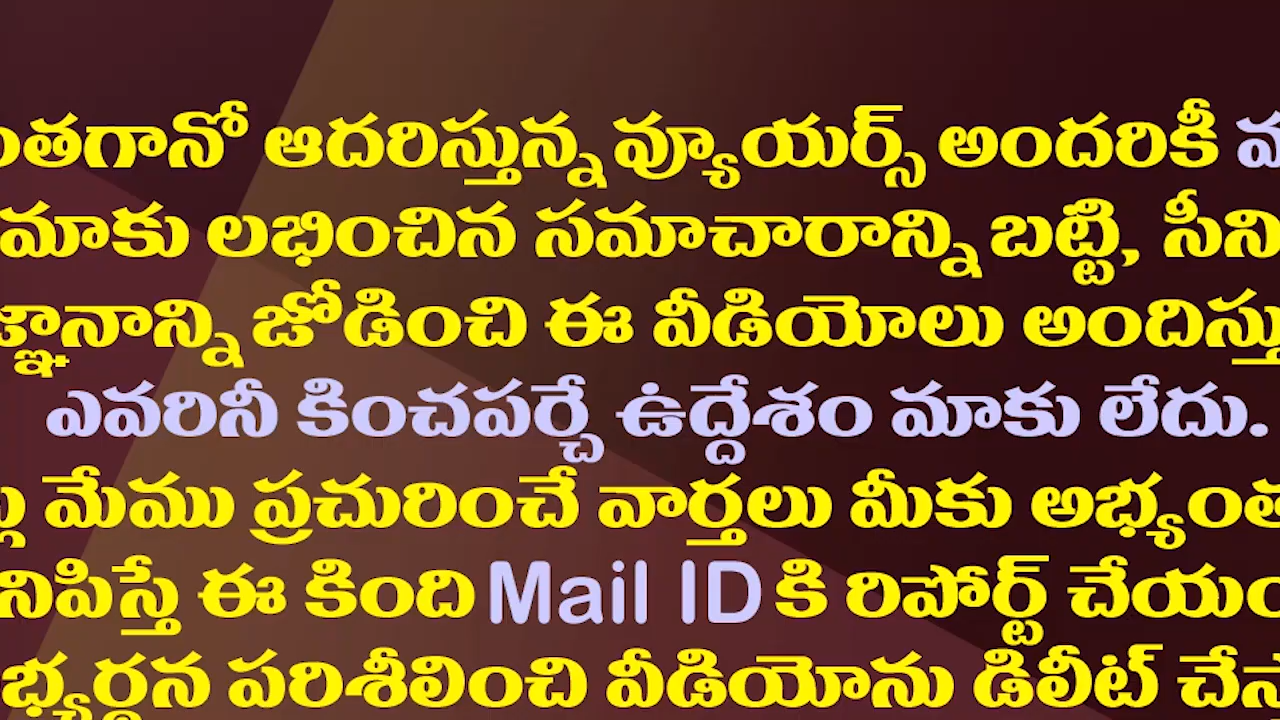 ంతగానో ఆదరిస్తున్న వ్యూయర్స్ అందరికీ
మాకు లభించిన సమాచారాన్ని బట్టి, సీని
జ్ఞానాన్ని జోడించి ఈ వీడియోలు అందిస్తు
ఎవరినీ కించపర్చే ఉద్దేశం మాకు లేదు.
మేము ప్రచురించే వార్తలు మీకు అభ్యంత
నిపిస్తే ఈ కింది Mail ID కి రిపోర్ట్ చేయం
భ్యర్థన పరిశీలించి వీడియోను డిలీట్ చేస